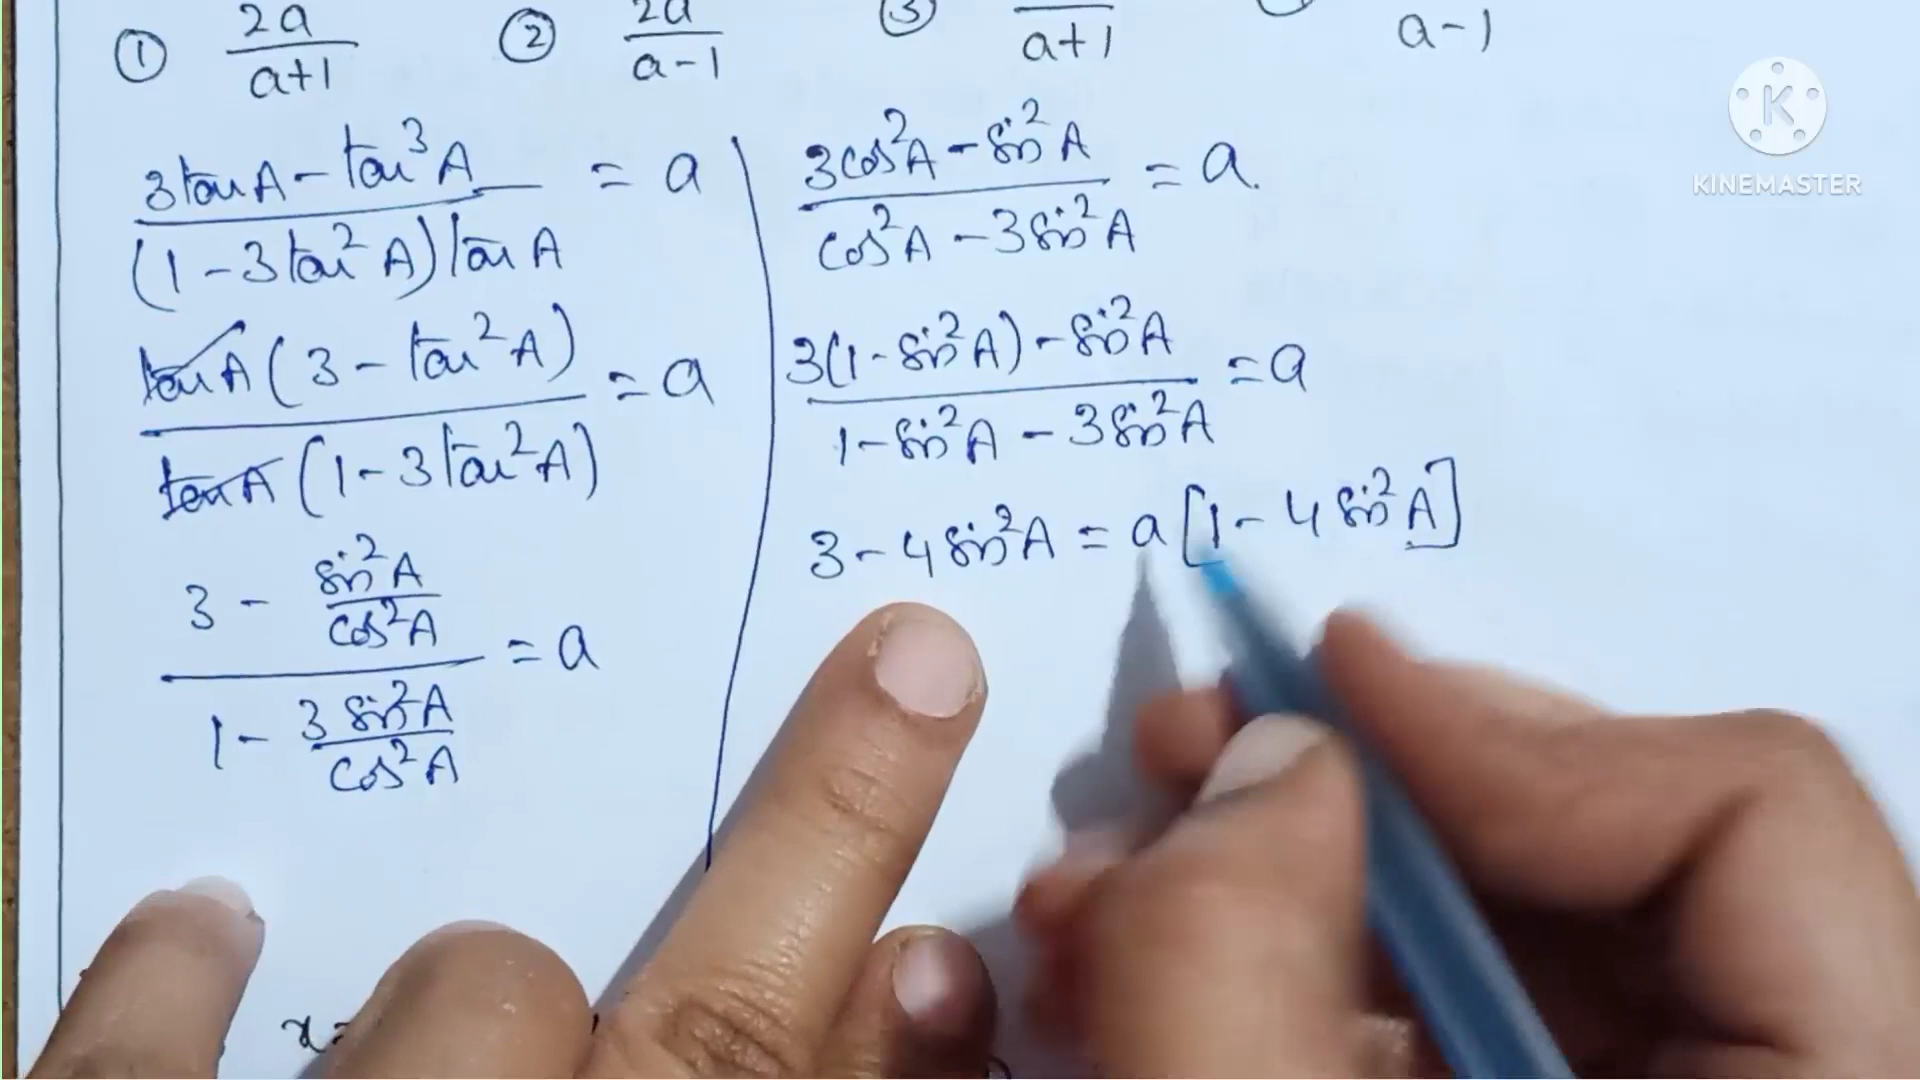 ① 2a/(a+1) ② 2a/(a-1) ③ /(a+1) a-1
(3tanA - tan³A)/((1-3tan²A)tanA) = a
(tanA(3-tan²A))/(tanA(1-3tan²A)) = a
(3 - sin²A/cos²A)/(1 - 3sin²A/cos²A) = a
(3cos²A - sin²A)/(cos²A - 3sin²A) = a.
(3(1-sin²A) - sin²A)/(1-sin²A - 3sin²A) = a
3 - 4sin²A = a[1 - 4sin²A]
x=
K
KINEMASTER